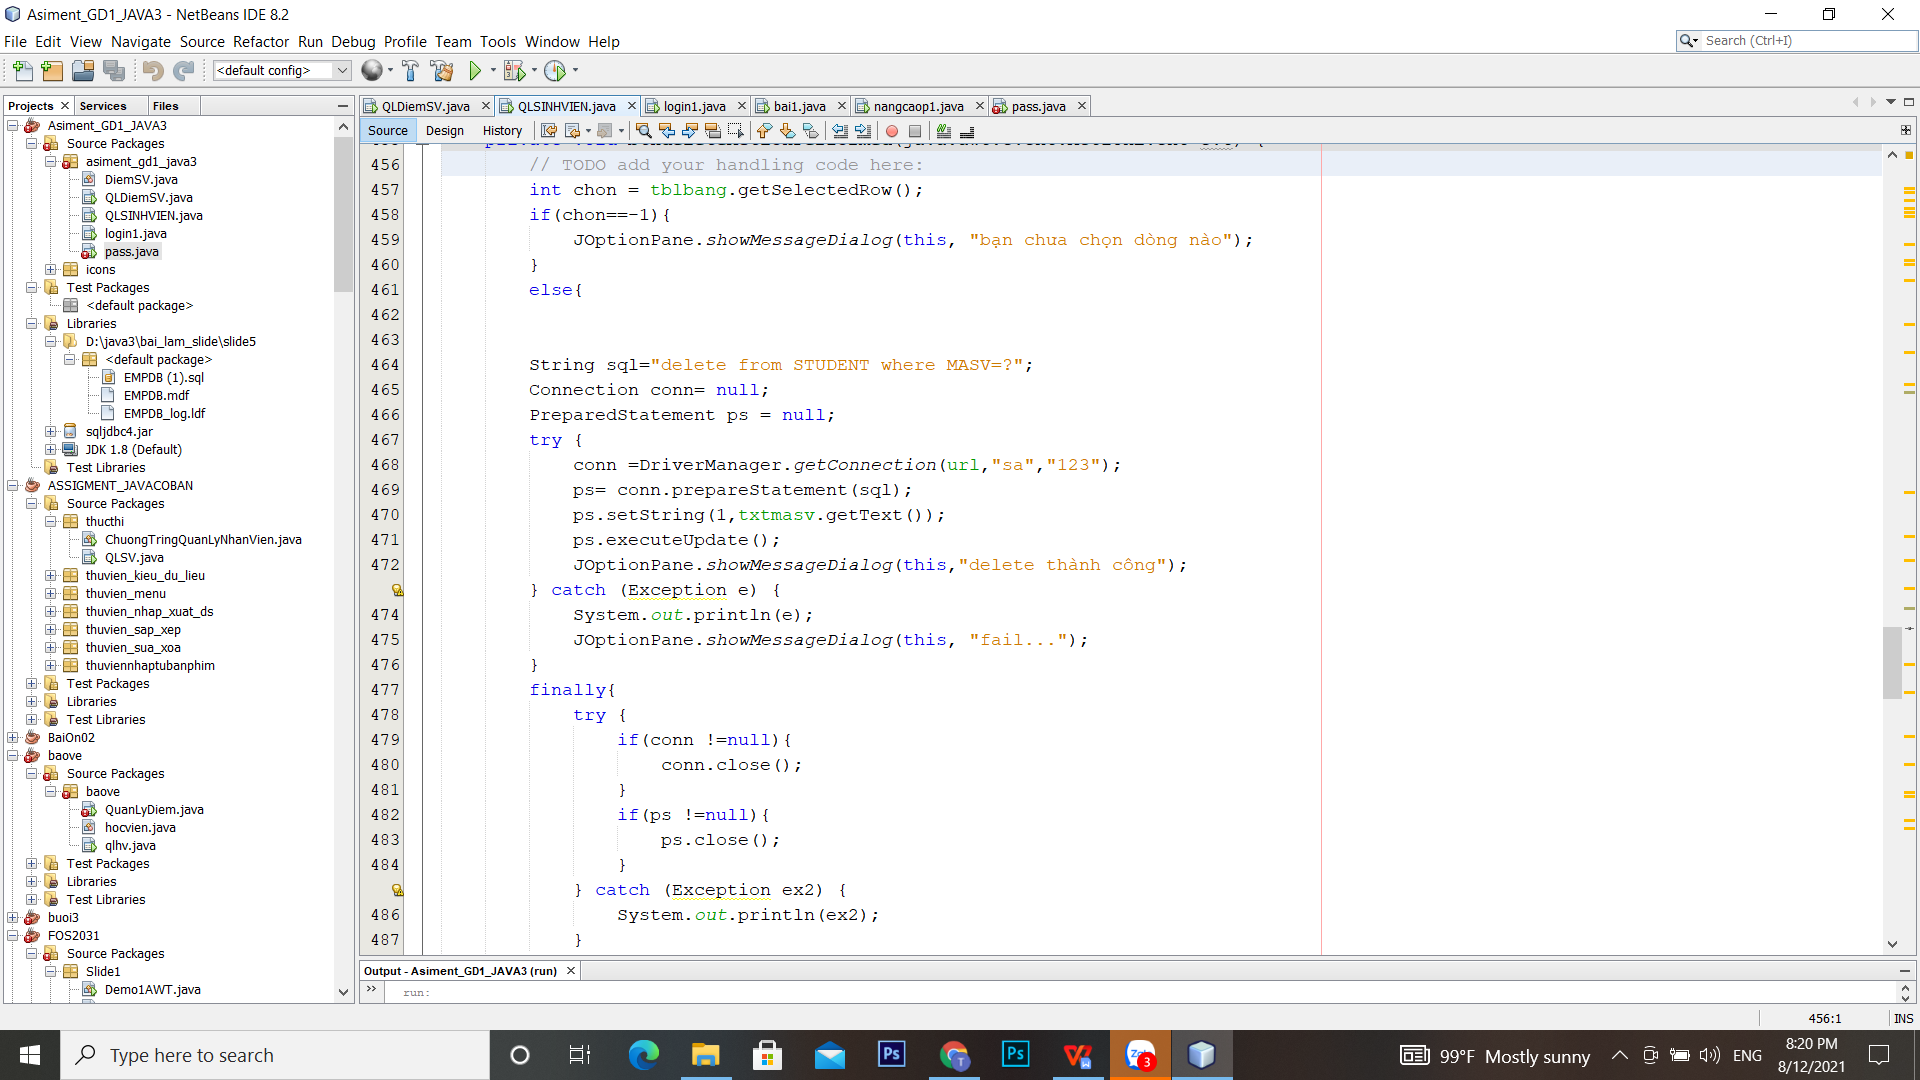 Asiment_GD1_JAVA3 - NetBeans IDE 8.2
File Edit View Navigate Source Refactor Run Debug Profile Team Tools Window Help
Search (Ctrl+I)
<default config>
Projects Services Files
QLDiemSV.java QLSINHVIEN.java login1.java bai1.java nangcaop1.java pass.java
Source Design History
Asiment_GD1_JAVA3
Source Packages
asiment_gd1_java3
DiemSV.java
QLDiemSV.java
QLSINHVIEN.java
login1.java
pass.java
icons
Test Packages
<default package>
Libraries
D:\java3\bai_lam_slide\slide5
<default package>
EMPDB (1).sql
EMPDB.mdf
EMPDB_log.ldf
sqljdbc4.jar
JDK 1.8 (Default)
Test Libraries
ASSIGMENT_JAVACOBAN
Source Packages
thucthi
ChuongTringQuanLyNhanVien.java
QLSV.java
thuvien_kieu_du_lieu
thuvien_menu
thuvien_nhap_xuat_ds
thuvien_sap_xep
thuvien_sua_xoa
thuviennhaptubanphim
Test Packages
Libraries
Test Libraries
BaiOn02
baove
Source Packages
baove
QuanLyDiem.java
hocvien.java
qlhv.java
Test Packages
Libraries
Test Libraries
buoi3
FOS2031
Source Packages
Slide1
Demo1AWT.java
456 // TODO add your handling code here:
457 int chon = tblbang.getSelectedRow();
458 if(chon==-1){
459 JOptionPane.showMessageDialog(this, "bạn chưa chọn dòng nào");
460 }
461 else{
462
463
464 String sql="delete from STUDENT where MASV=?";
465 Connection conn= null;
466 PreparedStatement ps = null;
467 try {
468 conn =DriverManager.getConnection(url,"sa","123");
469 ps= conn.prepareStatement(sql);
470 ps.setString(1,txtmasv.getText());
471 ps.executeUpdate();
472 JOptionPane.showMessageDialog(this,"delete thành công");
} catch (Exception e) {
474 System.out.println(e);
475 JOptionPane.showMessageDialog(this, "fail...");
476 }
477 finally{
478 try {
479 if(conn !=null){
480 conn.close();
481 }
482 if(ps !=null){
483 ps.close();
484 }
} catch (Exception ex2) {
486 System.out.println(ex2);
487 }
Output - Asiment_GD1_JAVA3 (run)
run:
456:1 INS
Type here to search
99°F Mostly sunny
ENG
8:20 PM
8/12/2021